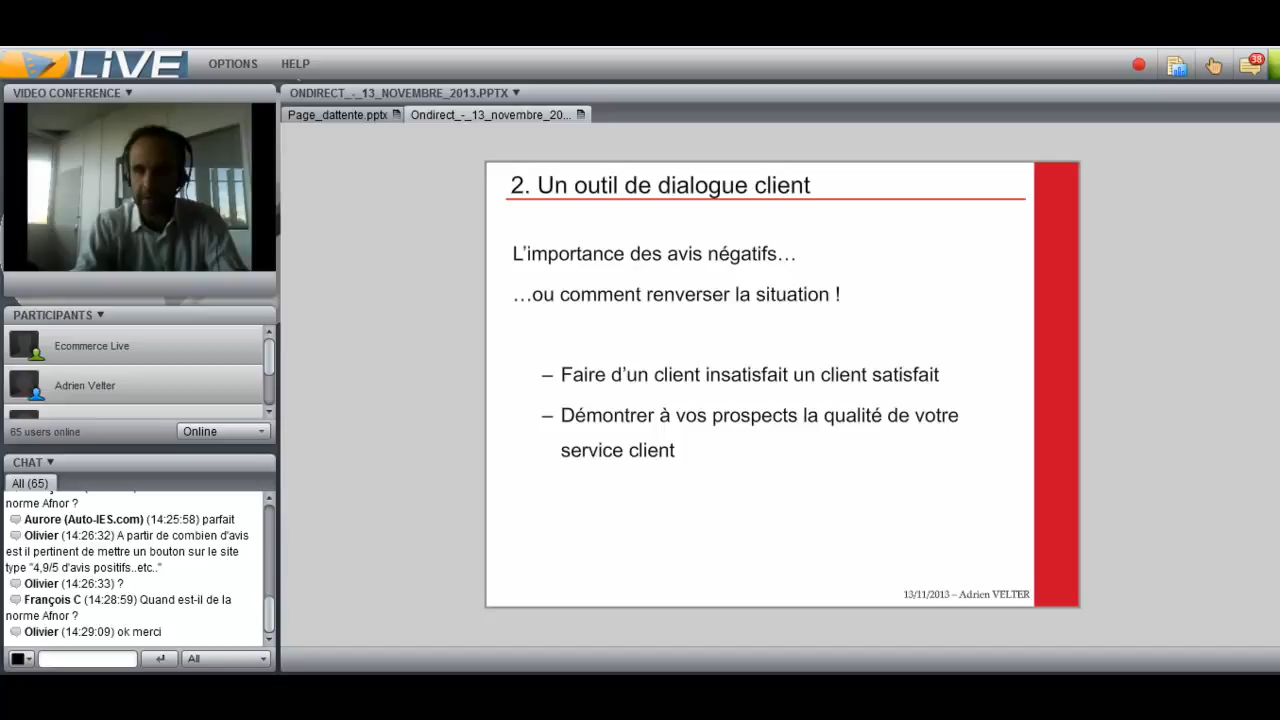 LiVE
OPTIONS
HELP
38
VIDEO CONFERENCE
ONDIRECT_-_13_NOVEMBRE_2013.PPTX
Page_dattente.pptx
Ondirect_-_13_novembre_20...
2. Un outil de dialogue client
L'importance des avis négatifs…
…ou comment renverser la situation !
– Faire d'un client insatisfait un client satisfait
– Démontrer à vos prospects la qualité de votre
service client
13/11/2013 – Adrien VELTER
PARTICIPANTS
Ecommerce Live
Adrien Velter
65 users online
Online
CHAT
All (65)
norme Afnor ?
Aurore (Auto-IES.com) (14:25:58) parfait
Olivier (14:26:32) A partir de combien d'avis
est il pertinent de mettre un bouton sur le site
type "4,9/5 d'avis positifs..etc.."
Olivier (14:26:33) ?
François C (14:28:59) Quand est-il de la
norme Afnor ?
Olivier (14:29:09) ok merci
All